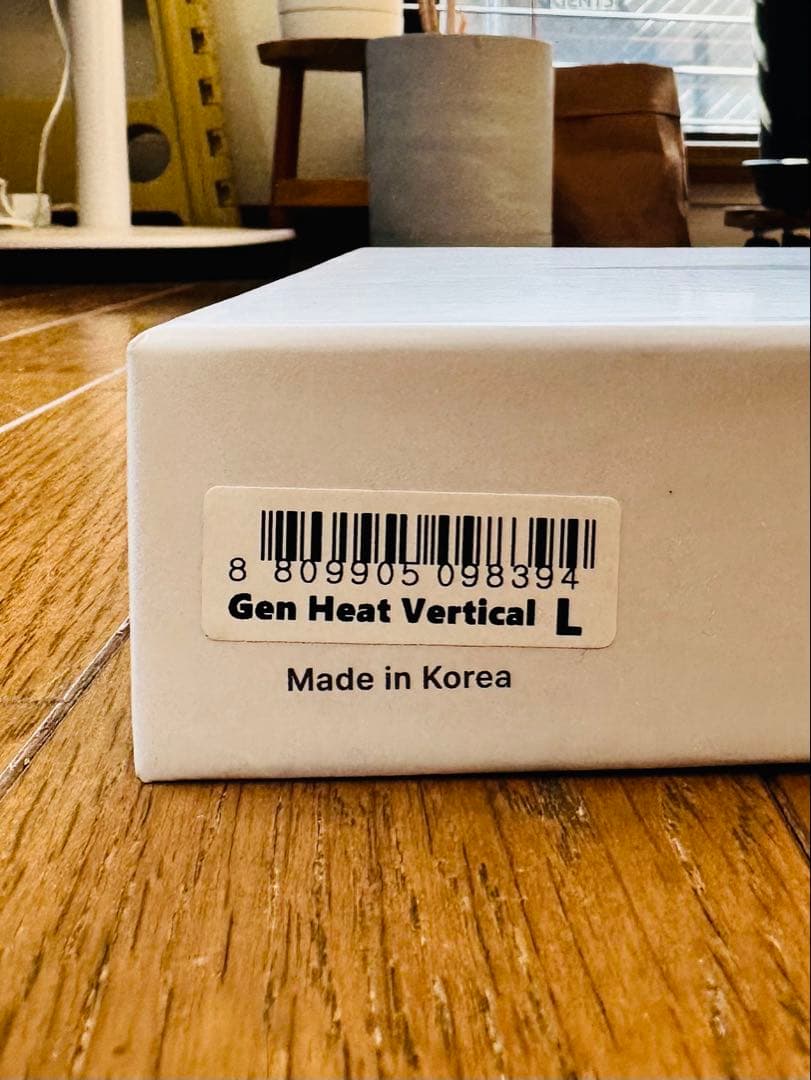 8 809905 098394
Gen Heat Vertical L
Made in Korea